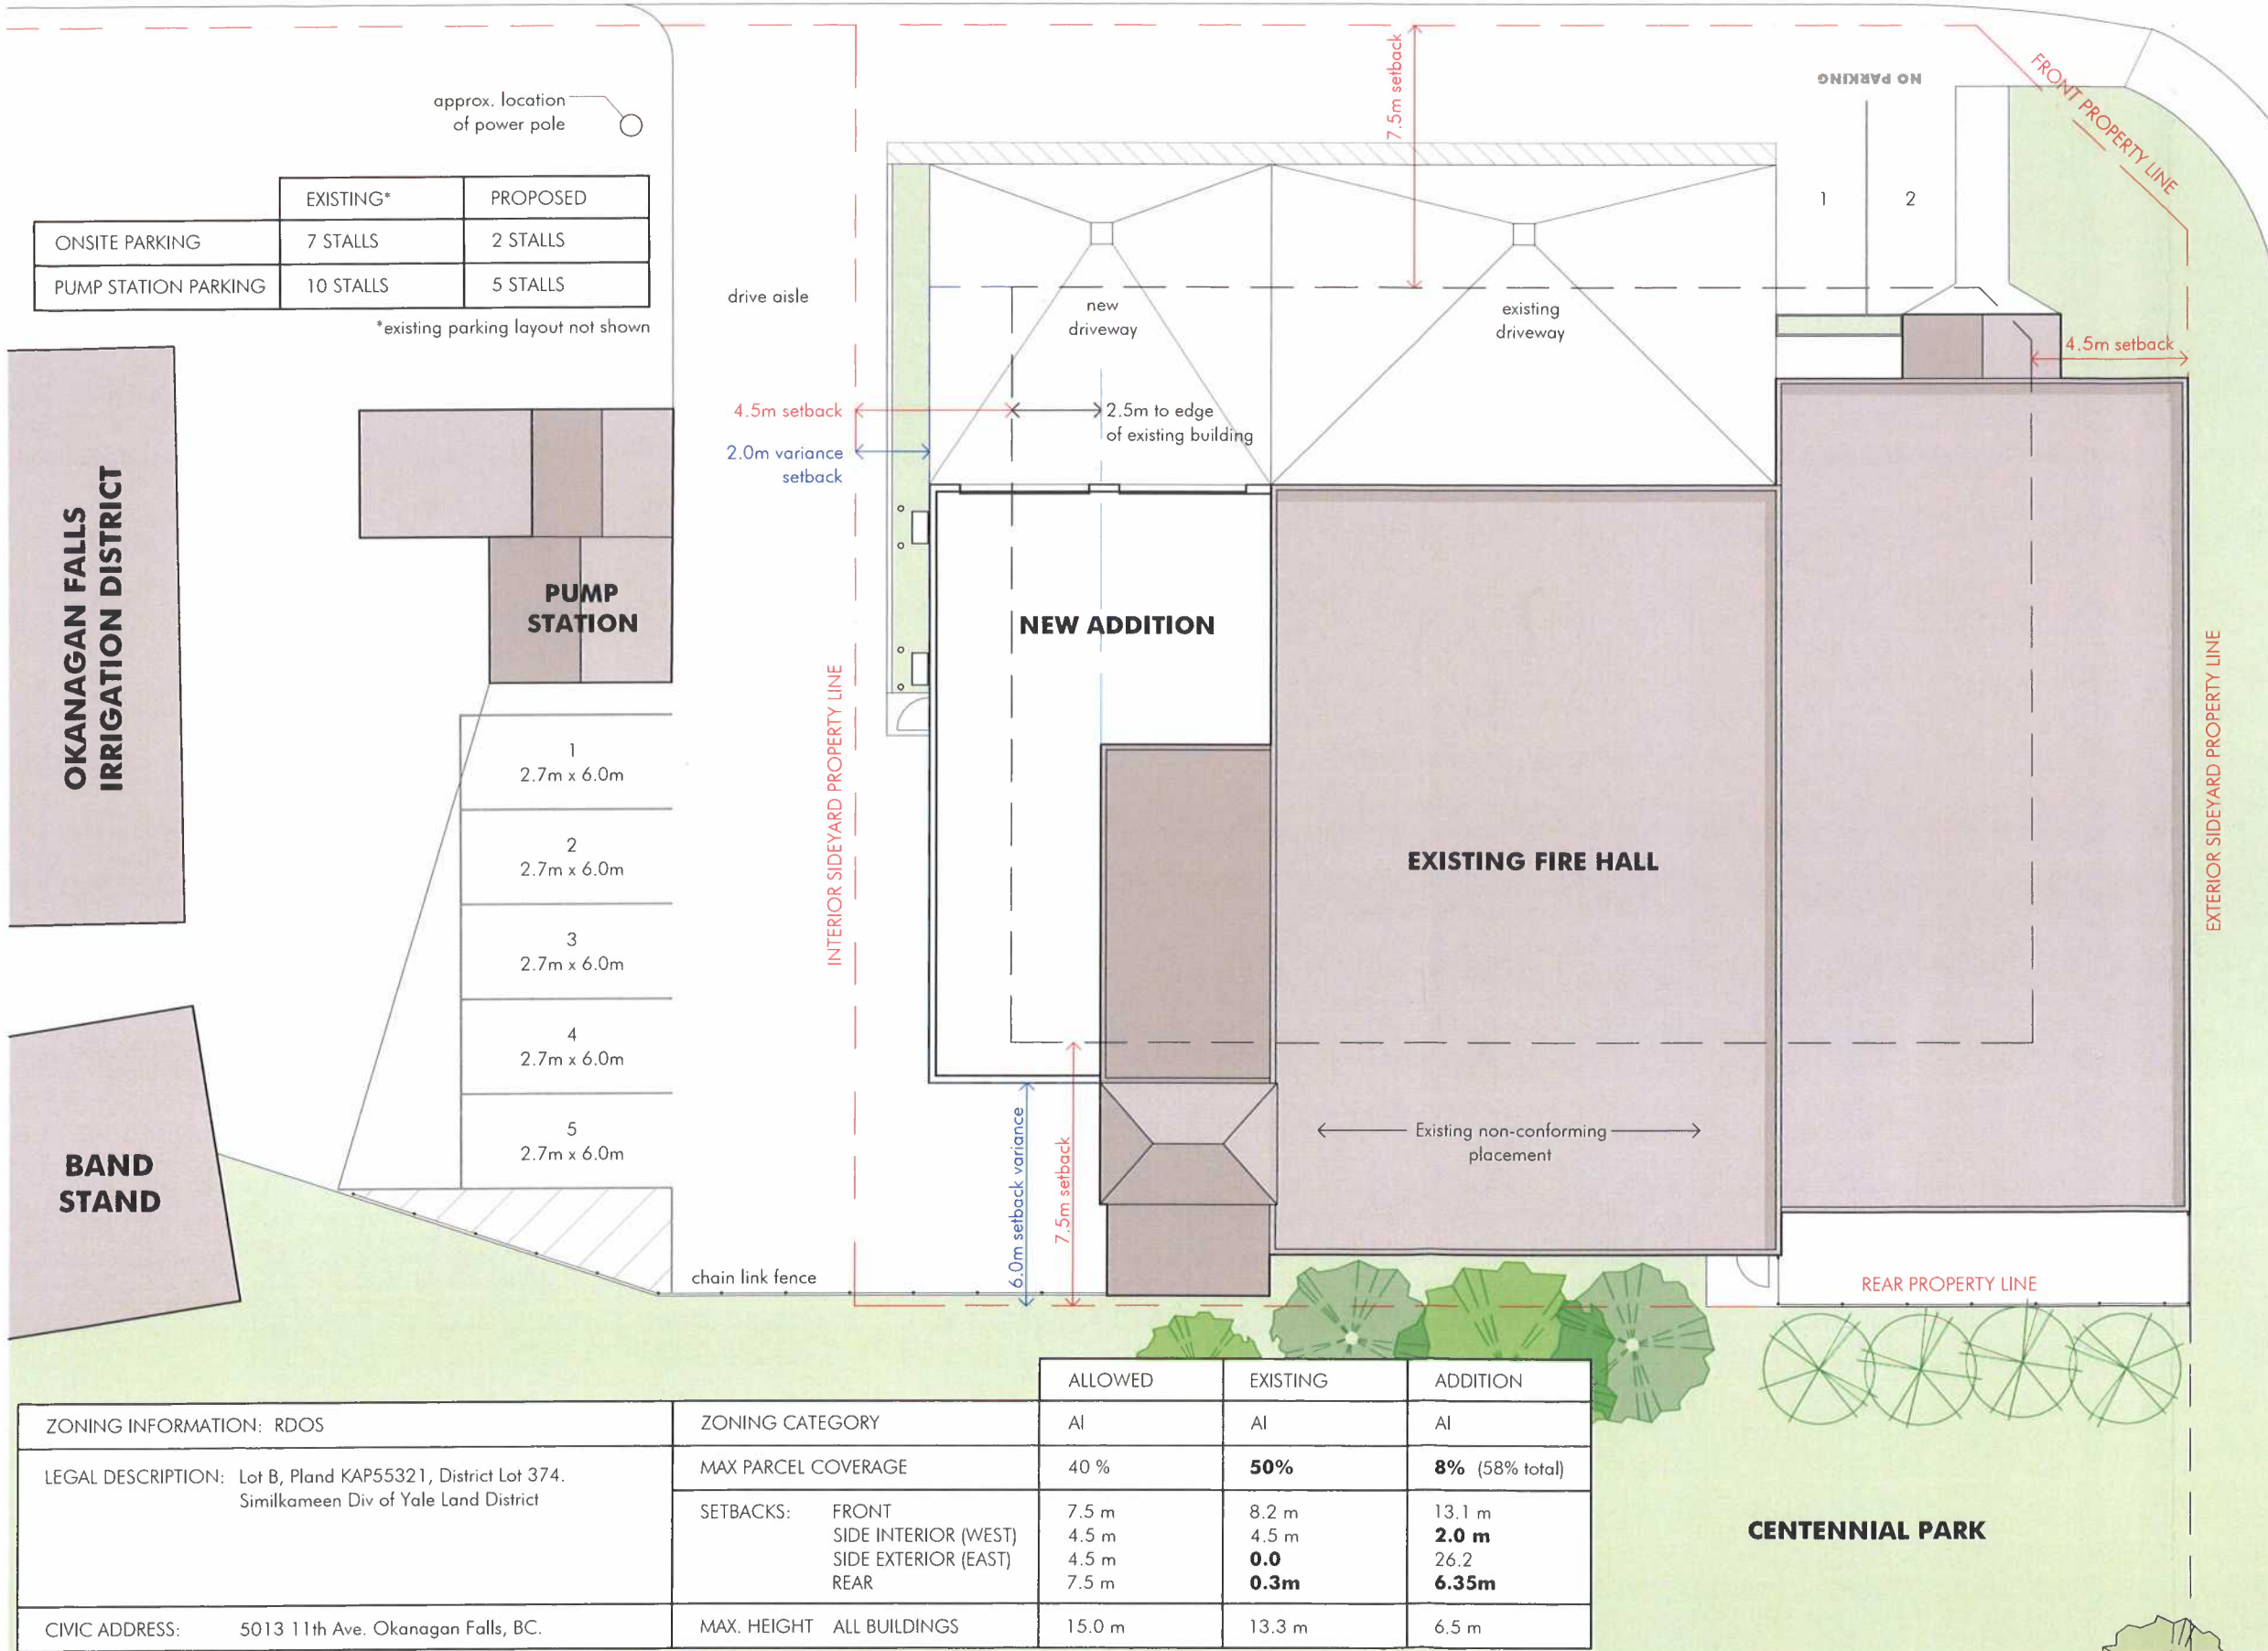 7.5m setback
NO PARKING
FRONT PROPERTY LINE
approx. location
of power pole
EXISTING* PROPOSED
ONSITE PARKING 7 STALLS 2 STALLS
PUMP STATION PARKING 10 STALLS 5 STALLS
*existing parking layout not shown
drive aisle
new
driveway
existing
driveway
1 2
4.5m setback
4.5m setback
2.5m to edge
of existing building
2.0m variance
setback
OKANAGAN FALLS
IRRIGATION DISTRICT
PUMP
STATION
NEW ADDITION
INTERIOR SIDEYARD PROPERTY LINE
EXTERIOR SIDEYARD PROPERTY LINE
1
2.7m x 6.0m
2
2.7m x 6.0m
3
2.7m x 6.0m
4
2.7m x 6.0m
5
2.7m x 6.0m
EXISTING FIRE HALL
Existing non-conforming
placement
BAND
STAND
6.0m setback variance
7.5m setback
chain link fence
REAR PROPERTY LINE
ALLOWED EXISTING ADDITION
ZONING INFORMATION: RDOS
ZONING CATEGORY AI AI AI
LEGAL DESCRIPTION: Lot B, Pland KAP55321, District Lot 374.
Similkameen Div of Yale Land District
MAX PARCEL COVERAGE 40 % 50% 8% (58% total)
SETBACKS: FRONT 7.5 m 8.2 m 13.1 m
SIDE INTERIOR (WEST) 4.5 m 4.5 m 2.0 m
SIDE EXTERIOR (EAST) 4.5 m 0.0 26.2
REAR 7.5 m 0.3m 6.35m
CIVIC ADDRESS: 5013 11th Ave. Okanagan Falls, BC.
MAX. HEIGHT ALL BUILDINGS 15.0 m 13.3 m 6.5 m
CENTENNIAL PARK